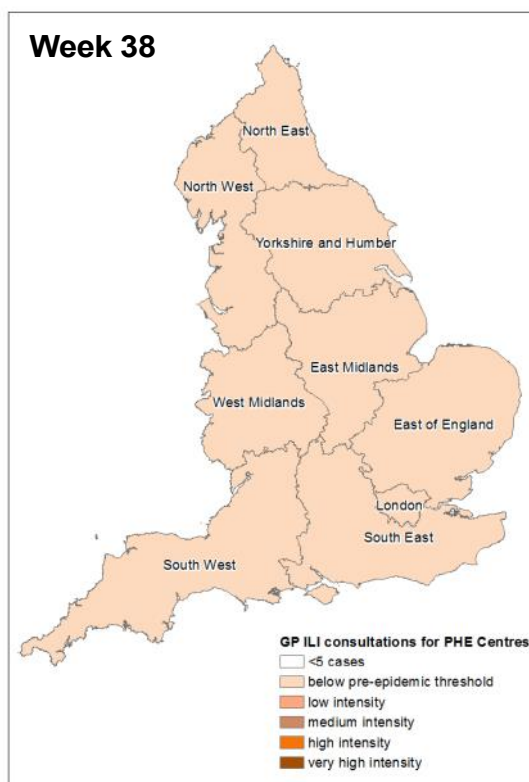 Week 38
North East
North West
Yorkshire and Humber
East Midlands
West Midlands
East of England
London
South East
South West
GP ILI consultations for PHE Centres
<5 cases
below pre-epidemic threshold
low intensity
medium intensity
high intensity
very high intensity